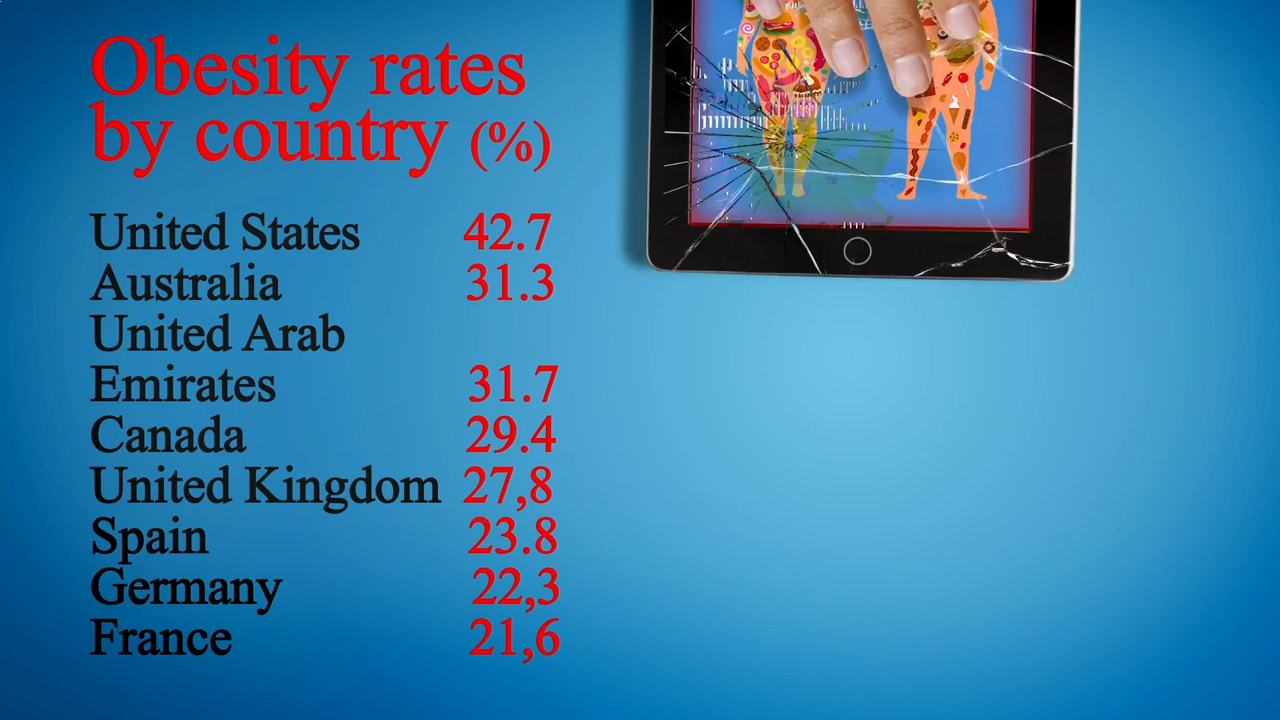 Obesity rates
by country (%)
United States 42.7
Australia 31.3
United Arab
Emirates 31.7
Canada 29.4
United Kingdom 27,8
Spain 23.8
Germany 22,3
France 21,6